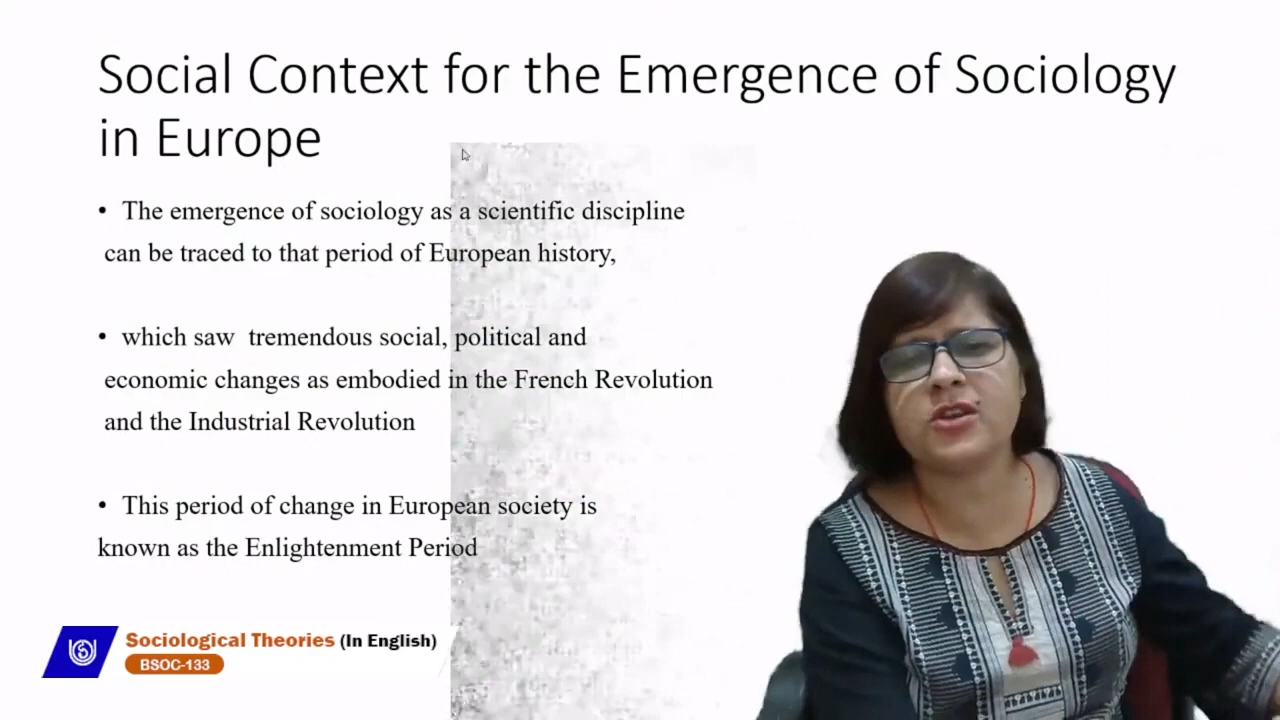 Social Context for the Emergence of Sociology
in Europe
• The emergence of sociology as a scientific discipline
can be traced to that period of European history,
• which saw tremendous social, political and
economic changes as embodied in the French Revolution
and the Industrial Revolution
• This period of change in European society is
known as the Enlightenment Period
Sociological Theories (In English)
BSOC-133